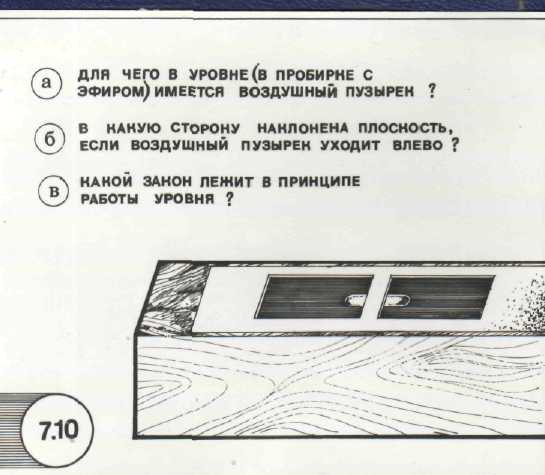 а ДЛЯ ЧЕГО В УРОВНЕ (В ПРОБИРКЕ С
ЭФИРОМ) ИМЕЕТСЯ ВОЗДУШНЫЙ ПУЗЫРЕК ?
б В КАКУЮ СТОРОНУ НАКЛОНЕНА ПЛОСКОСТЬ,
ЕСЛИ ВОЗДУШНЫЙ ПУЗЫРЕК УХОДИТ ВЛЕВО ?
в КАКОЙ ЗАКОН ЛЕЖИТ В ПРИНЦИПЕ
РАБОТЫ УРОВНЯ ?
7.10